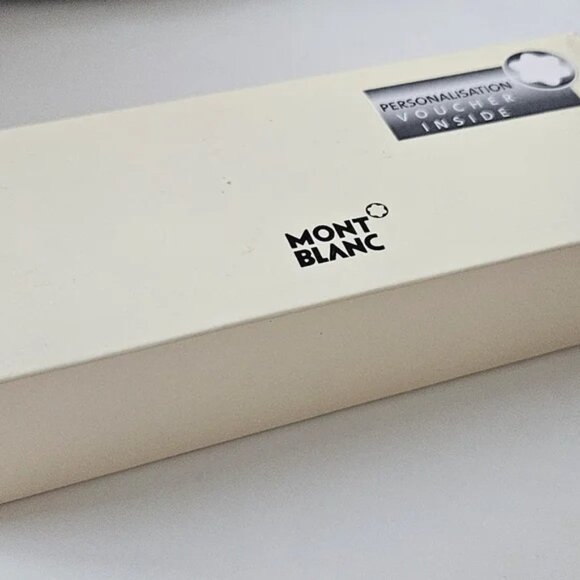 PERSONALISATION
VOUCHER
INSIDE
MONT
BLANC